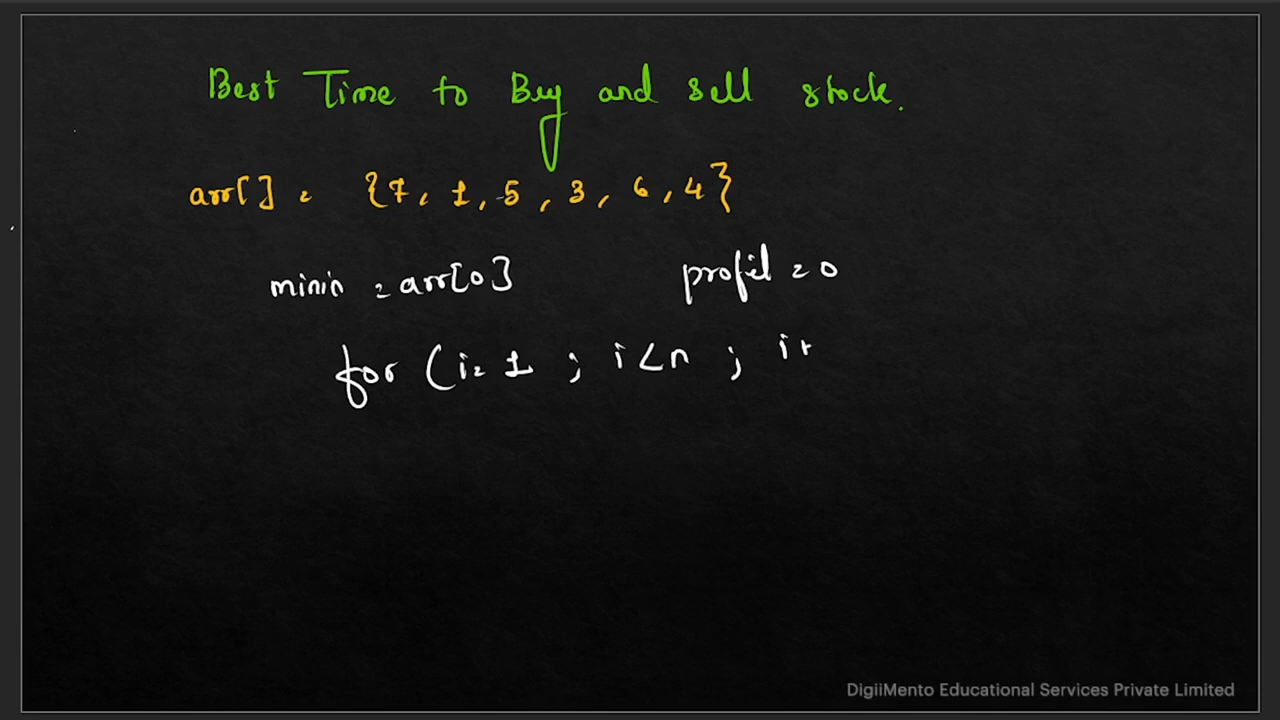 Best Time to Buy and sell stock.
arr[] = {7, 1, 5, 3, 6, 4}
minin = arr[0] profit = 0
for (i= 1 ; i<n ; i+
DigiiMento Educational Services Private Limited